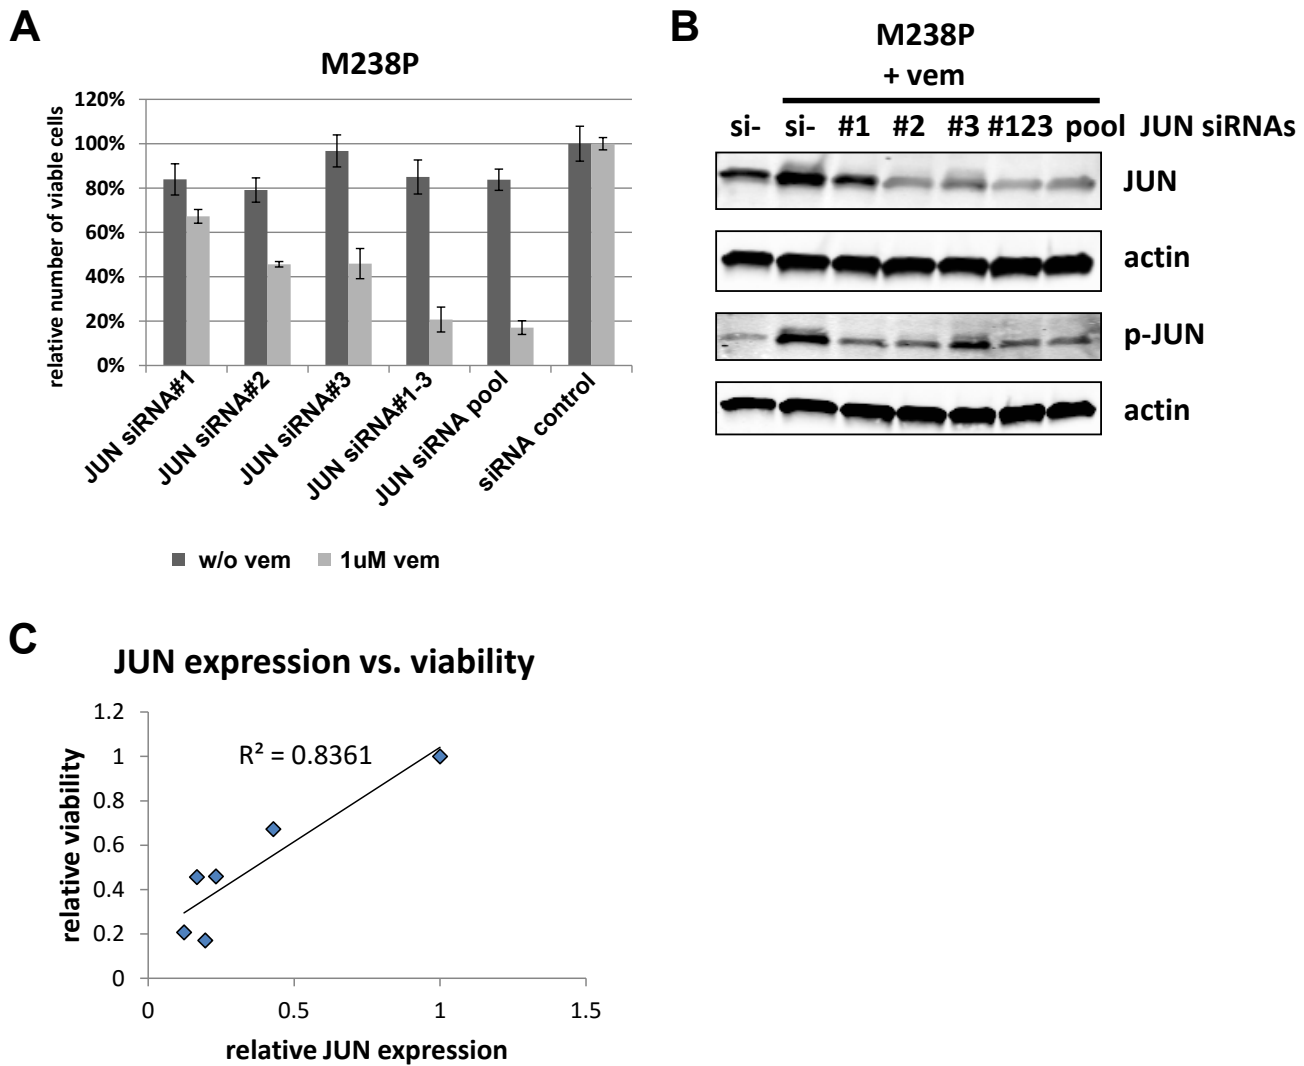 A
M238P
relative number of viable cells
120%
100%
80%
60%
40%
20%
0%
JUN siRNA#1
JUN siRNA#2
JUN siRNA#3
JUN siRNA#1-3
JUN siRNA pool
siRNA control
w/o vem 1uM vem
B
M238P
+ vem
si- si- #1 #2 #3 #123 pool JUN siRNAs
JUN
actin
p-JUN
actin
C
JUN expression vs. viability
relative viability
1.2
1
0.8
0.6
0.4
0.2
0
R² = 0.8361
0 0.5 1 1.5
relative JUN expression